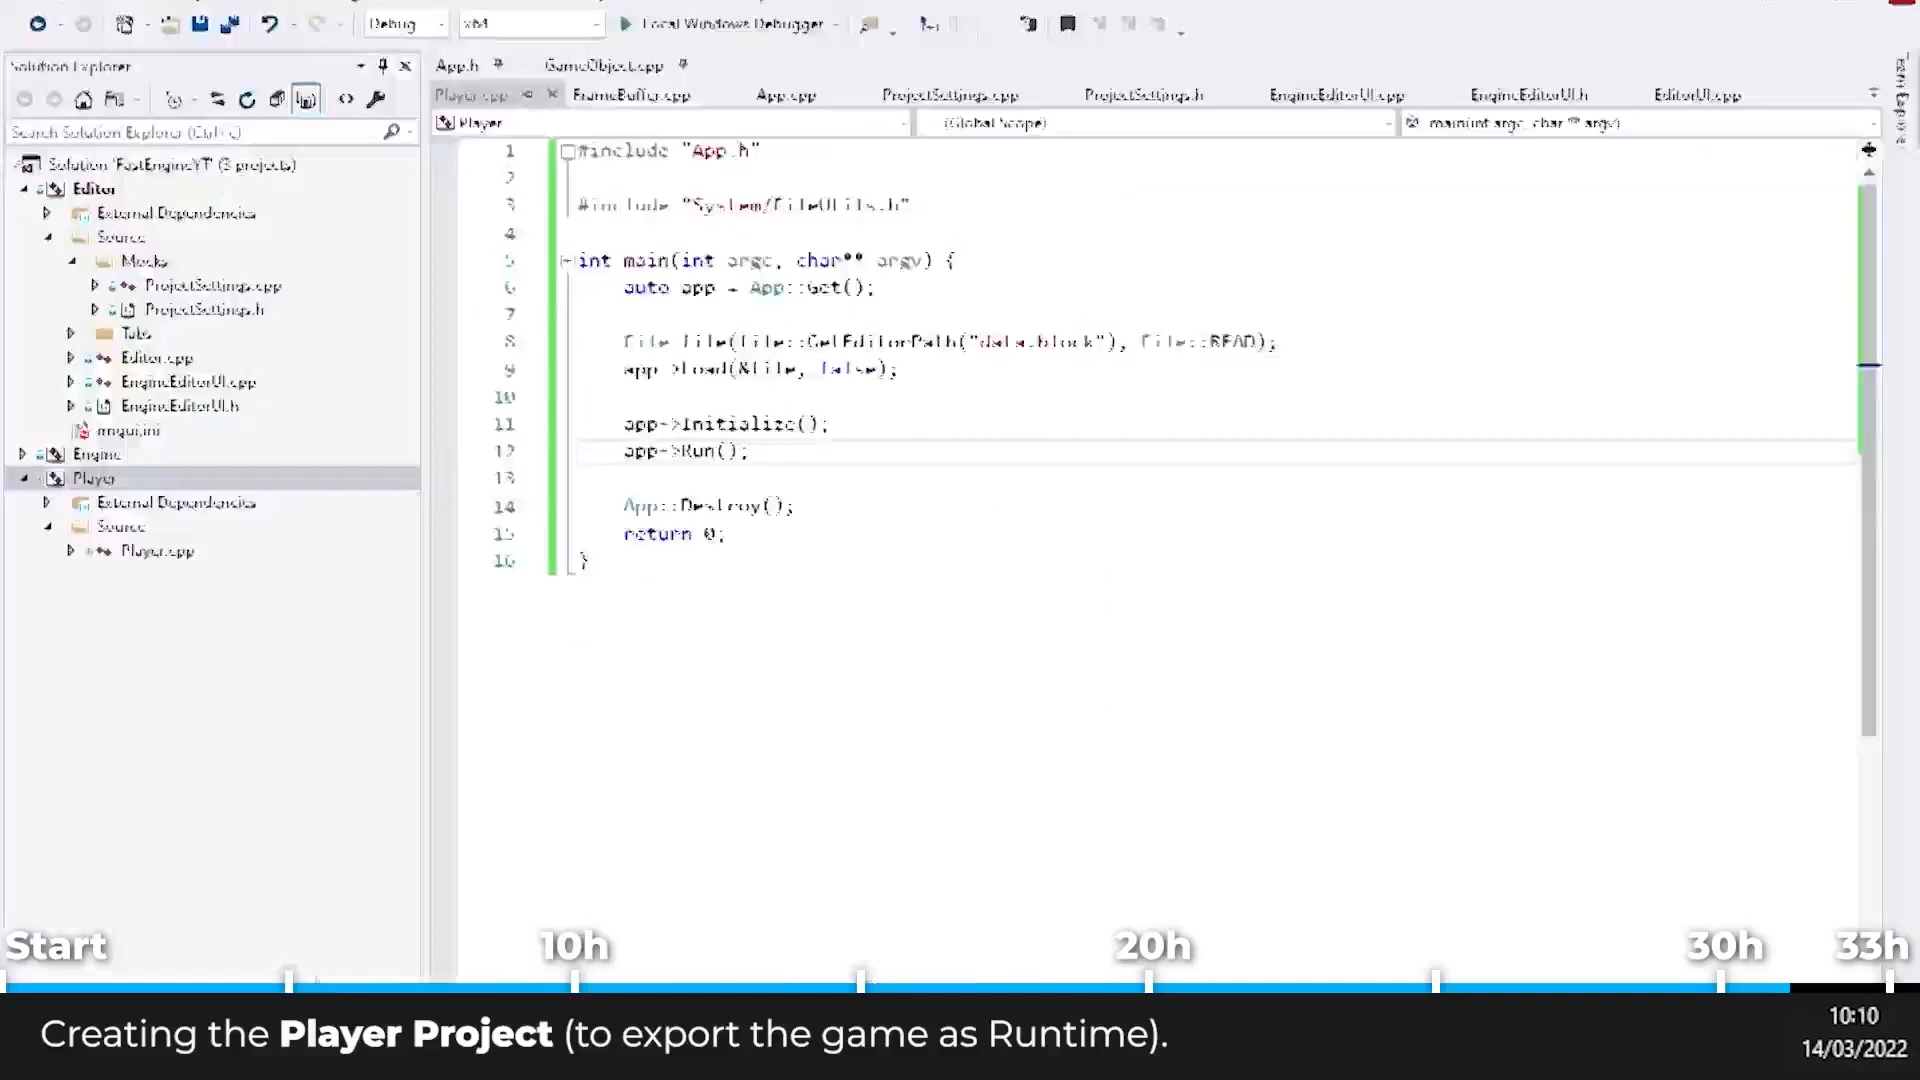 Debug
x64
Local Windows Debugger
Solution Explorer
App.h
GameObject.cpp
Player.cpp
FrameBuffer.cpp
App.cpp
ProjectSettings.cpp
ProjectSettings.h
EngineEditorUI.cpp
EngineEditorUI.h
EditorUI.cpp
Team Explorer
Search Solution Explorer (Ctrl+ç)
Player
(Global Scope)
main(int argc, char ** argv)
Solution 'FastEngineYT' (3 projects)
Editor
External Dependencies
Source
Mocks
ProjectSettings.cpp
ProjectSettings.h
Tabs
Editor.cpp
EngineEditorUI.cpp
EngineEditorUI.h
imgui.ini
Engine
Player
External Dependencies
Source
Player.cpp
1 #include "App.h"
2
3 #include "System/FileUtils.h"
4
5 int main(int argc, char** argv) {
6 auto app = App::Get();
7
8 File file(File::GetEditorPath("data.block"), File::READ);
9 app->Load(&file, false);
10
11 app->Initialize();
12 app->Run();
13
14 App::Destroy();
15 return 0;
16 }
Start
10h
20h
30h
33h
Creating the Player Project (to export the game as Runtime).
10:10
14/03/2022